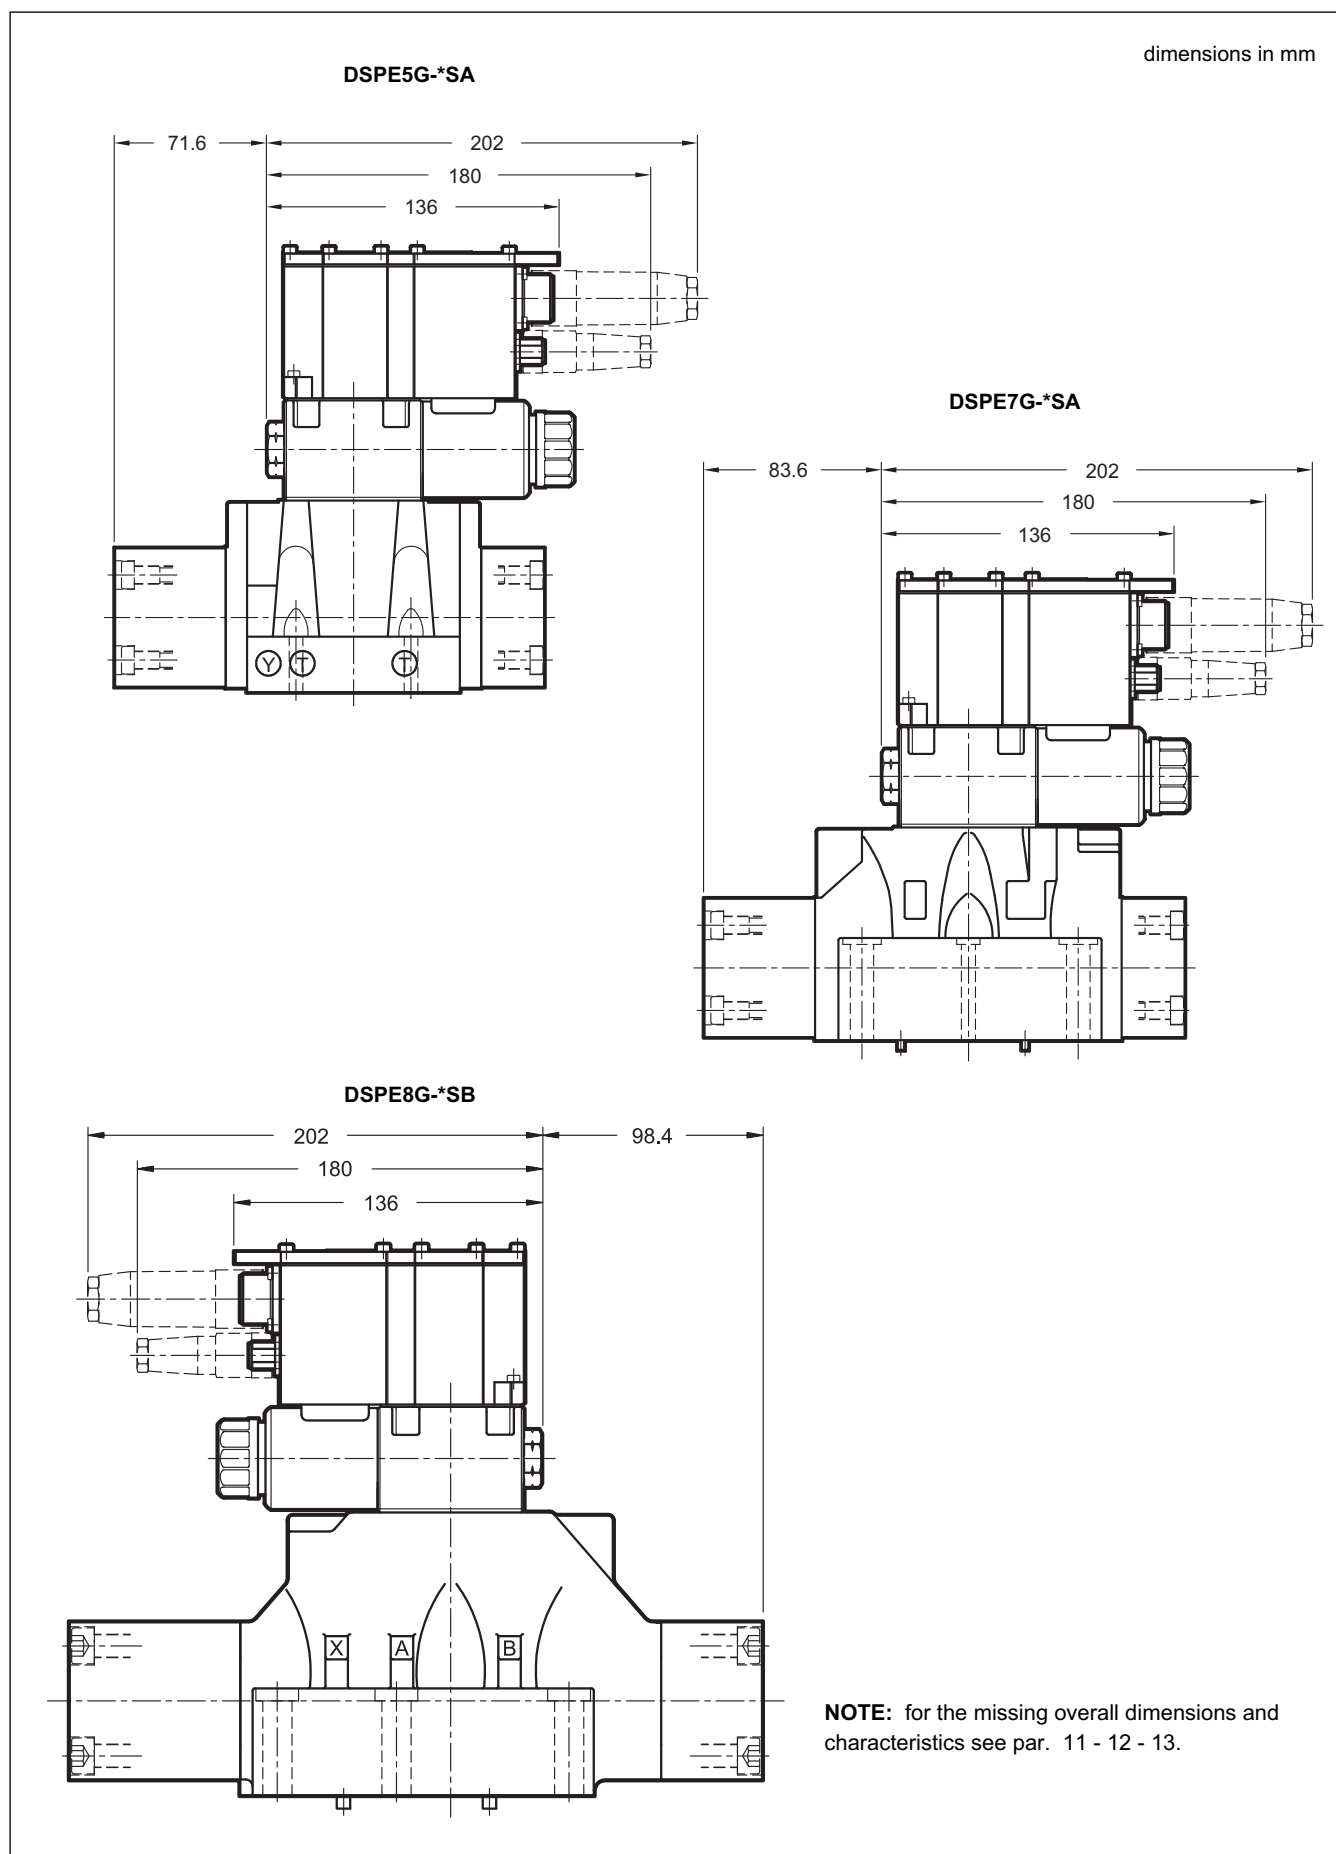 dimensions in mm
DSPE5G-*SA
71.6
202
180
136
Y T T
DSPE7G-*SA
83.6
202
180
136
DSPE8G-*SB
202
98.4
180
136
X A B
NOTE: for the missing overall dimensions and
characteristics see par. 11 - 12 - 13.